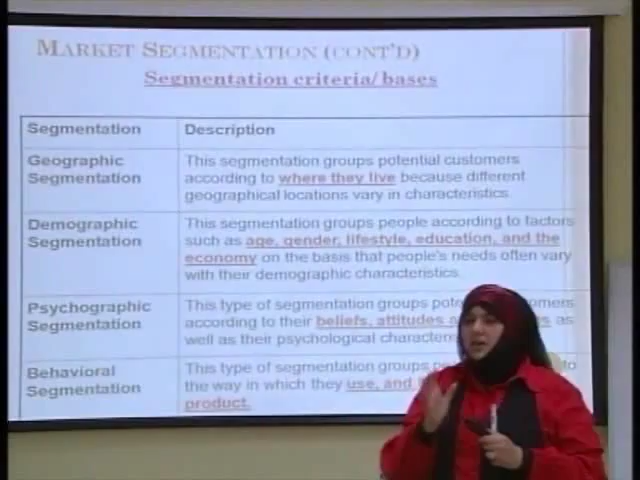 MARKET SEGMENTATION (CONT'D)
Segmentation criteria/bases
Segmentation
Description
Geographic
Segmentation
This segmentation groups potential customers
according to where they live because different
geographical locations vary in characteristics.
Demographic
Segmentation
This segmentation groups people according to factors
such as age, gender, lifestyle, education, and the
economy on the basis that people's needs often vary
with their demographic characteristics.
Psychographic
Segmentation
This type of segmentation groups
according to their beliefs, attitudes as
well as their psychological
Behavioral
Segmentation
This type of segmentation groups to
the way in which they use, and
product.